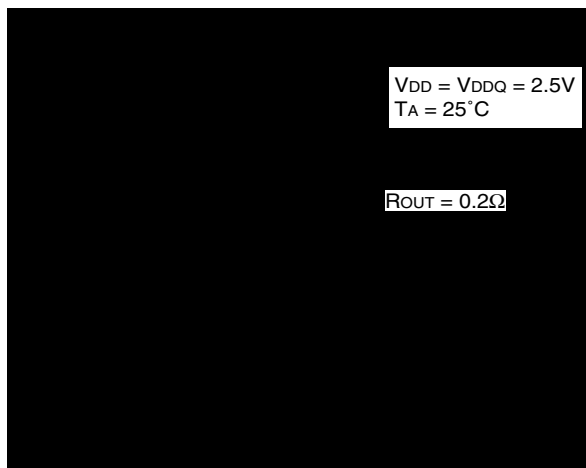 VDD = VDDQ = 2.5V
TA = 25˚C
ROUT = 0.2Ω